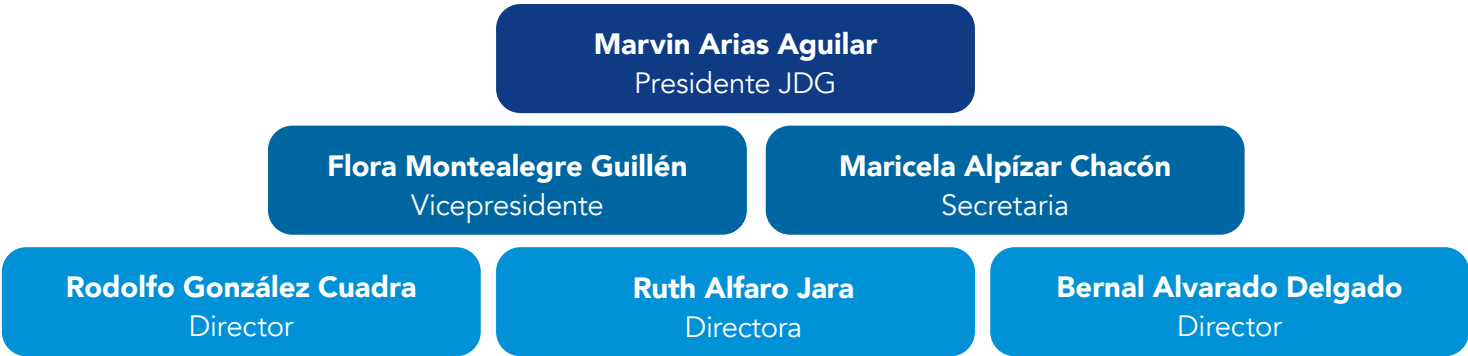 Marvin Arias Aguilar
Presidente JDG
Flora Montealegre Guillén
Vicepresidente
Maricela Alpízar Chacón
Secretaria
Rodolfo González Cuadra
Director
Ruth Alfaro Jara
Directora
Bernal Alvarado Delgado
Director